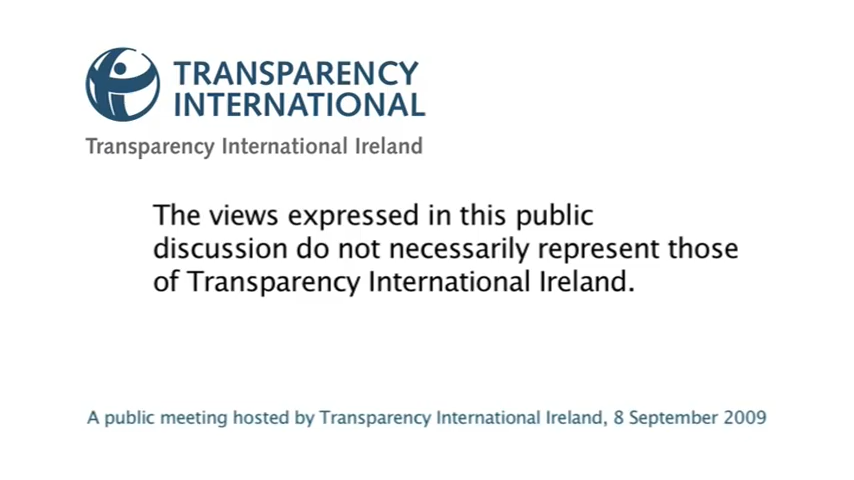 TRANSPARENCY
INTERNATIONAL
Transparency International Ireland
The views expressed in this public
discussion do not necessarily represent those
of Transparency International Ireland.
A public meeting hosted by Transparency International Ireland, 8 September 2009